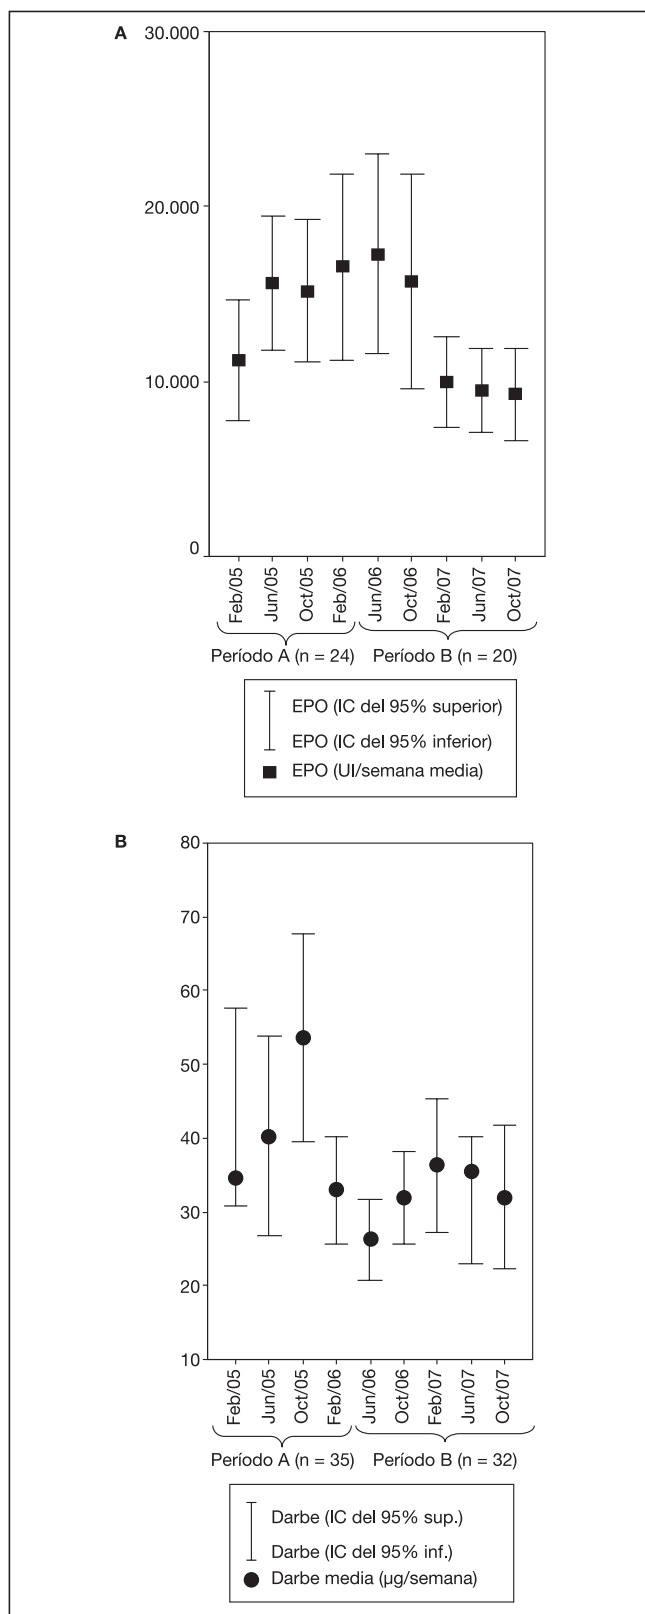 A
30.000
20.000
10.000
0
Feb/05
Jun/05
Oct/05
Feb/06
Jun/06
Oct/06
Feb/07
Jun/07
Oct/07
Período A (n = 24) Período B (n = 20)
EPO (IC del 95% superior)
EPO (IC del 95% inferior)
EPO (UI/semana media)
B
80
70
60
50
40
30
20
10
Feb/05
Jun/05
Oct/05
Feb/06
Jun/06
Oct/06
Feb/07
Jun/07
Oct/07
Período A (n = 35) Período B (n = 32)
Darbe (IC del 95% sup.)
Darbe (IC del 95% inf.)
Darbe media (μg/semana)